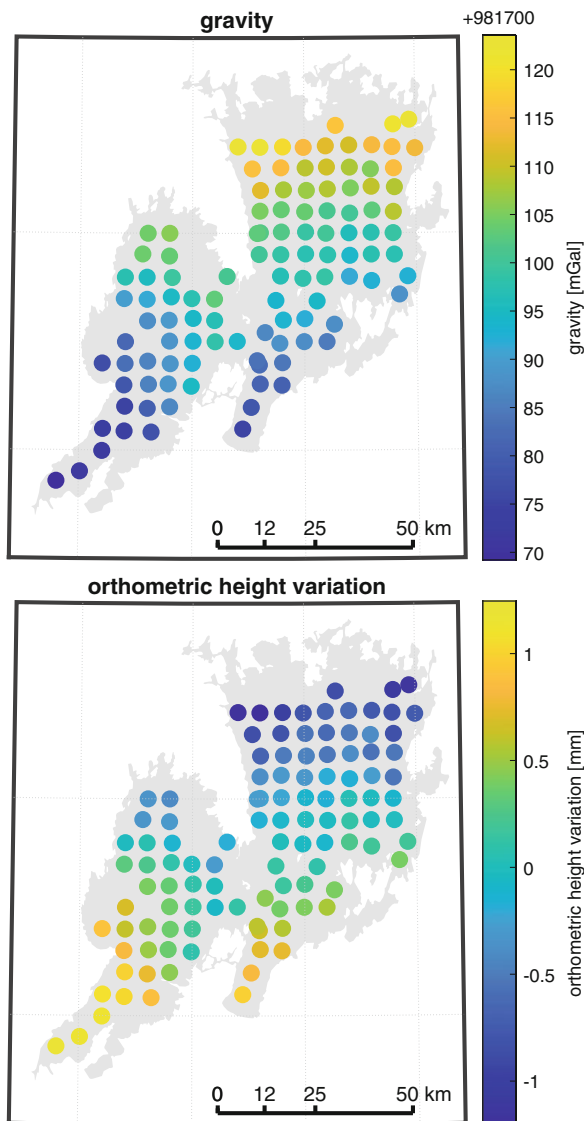 gravity
+981700
120
115
110
105
100
95
90
85
80
75
70
gravity [mGal]
0 12 25 50 km
orthometric height variation
1
0.5
0
-0.5
-1
orthometric height variation [mm]
0 12 25 50 km